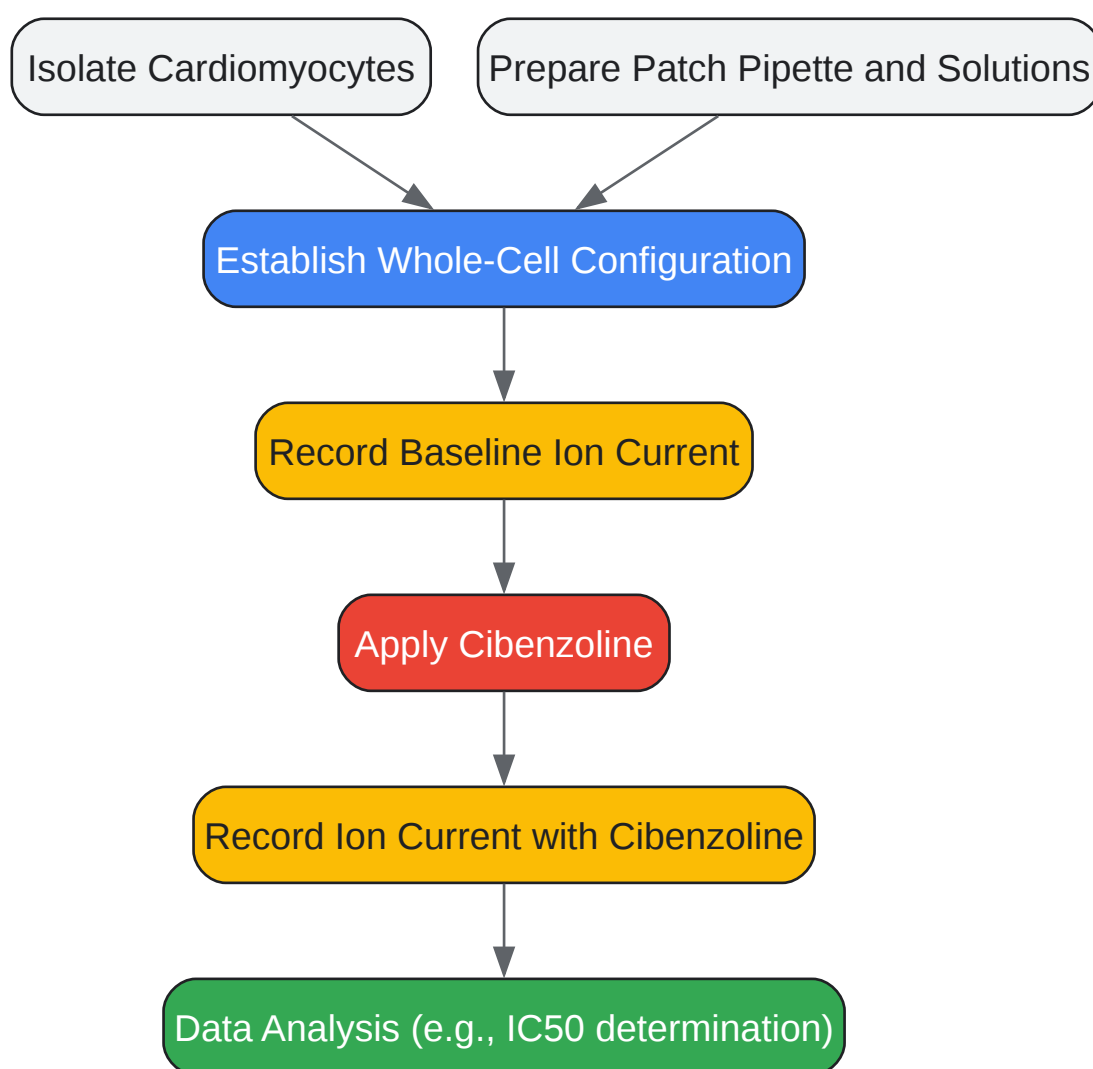 Isolate Cardiomyocytes
Prepare Patch Pipette and Solutions
Establish Whole-Cell Configuration
Record Baseline Ion Current
Apply Cibenzoline
Record Ion Current with Cibenzoline
Data Analysis (e.g., IC50 determination)